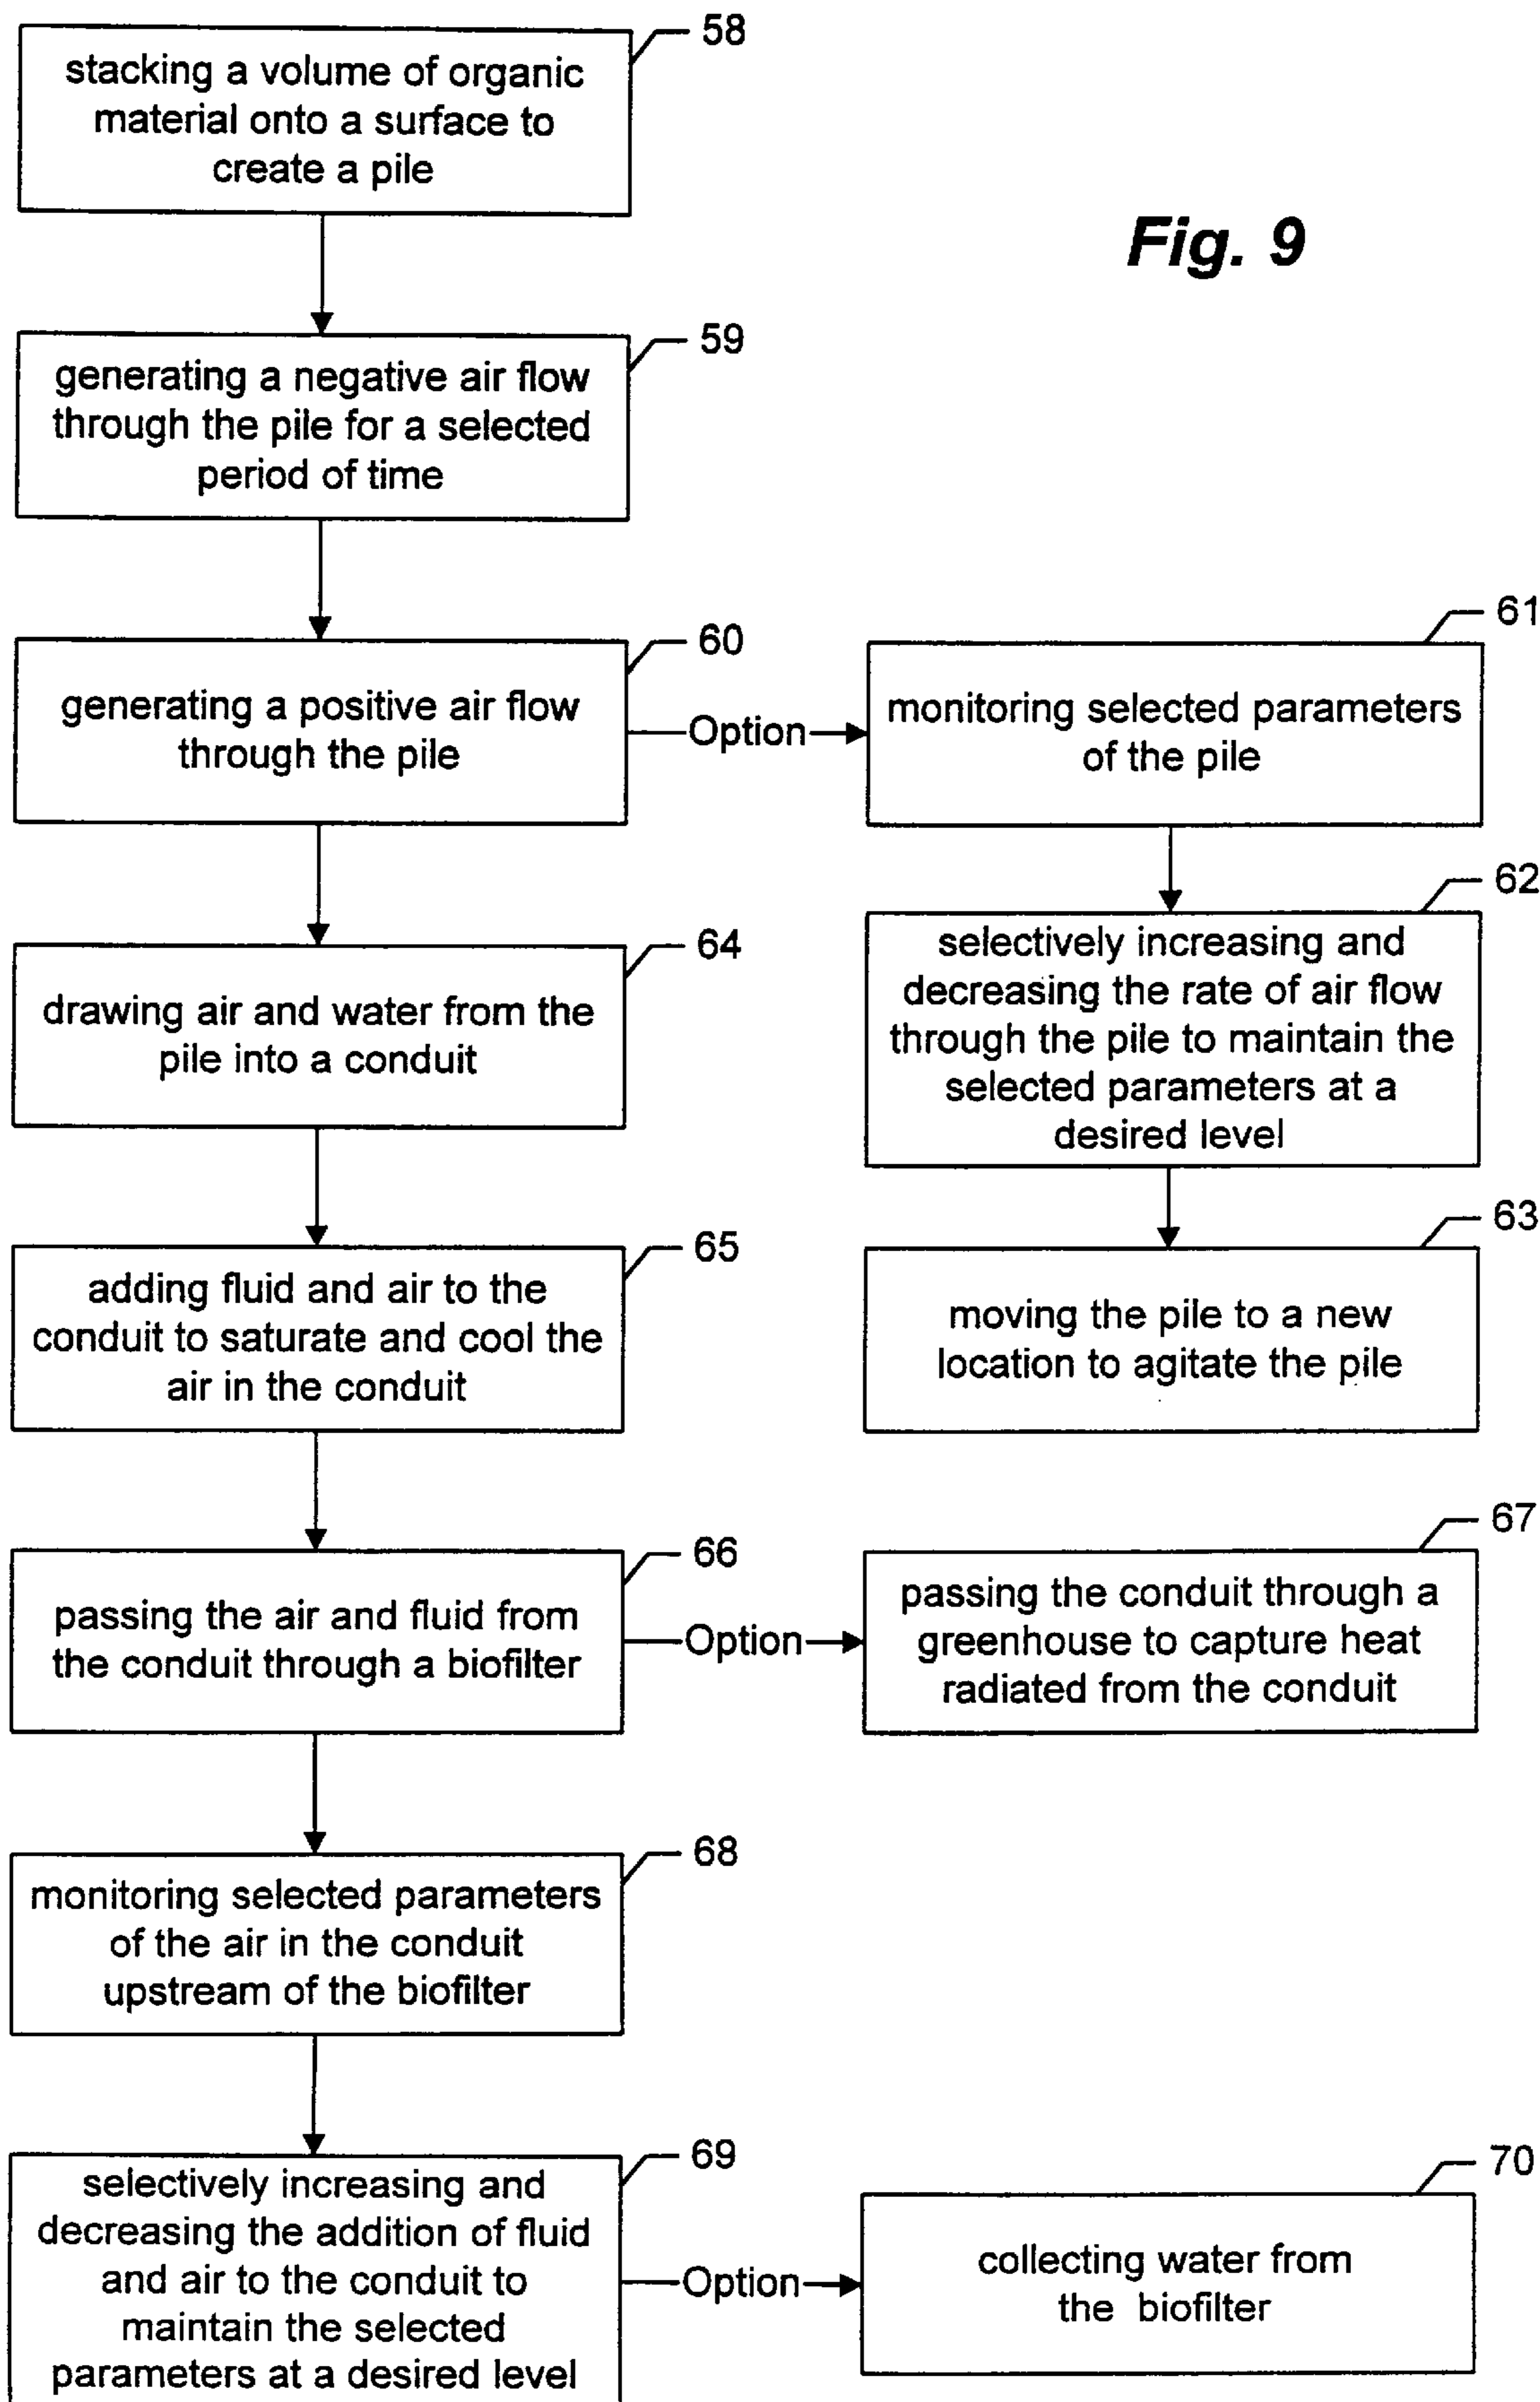 58
stacking a volume of organic
material onto a surface to
create a pile
Fig. 9
59
generating a negative air flow
through the pile for a selected
period of time
60
generating a positive air flow
through the pile
Option
61
monitoring selected parameters
of the pile
62
selectively increasing and
decreasing the rate of air flow
through the pile to maintain the
selected parameters at a
desired level
63
moving the pile to a new
location to agitate the pile
64
drawing air and water from the
pile into a conduit
65
adding fluid and air to the
conduit to saturate and cool the
air in the conduit
66
passing the air and fluid from
the conduit through a biofilter
Option
67
passing the conduit through a
greenhouse to capture heat
radiated from the conduit
68
monitoring selected parameters
of the air in the conduit
upstream of the biofilter
69
selectively increasing and
decreasing the addition of fluid
and air to the conduit to
maintain the selected
parameters at a desired level
Option
70
collecting water from
the biofilter